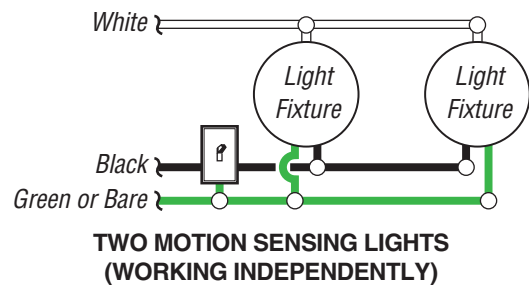 White
Light
Fixture
Light
Fixture
Black
Green or Bare
TWO MOTION SENSING LIGHTS
(WORKING INDEPENDENTLY)